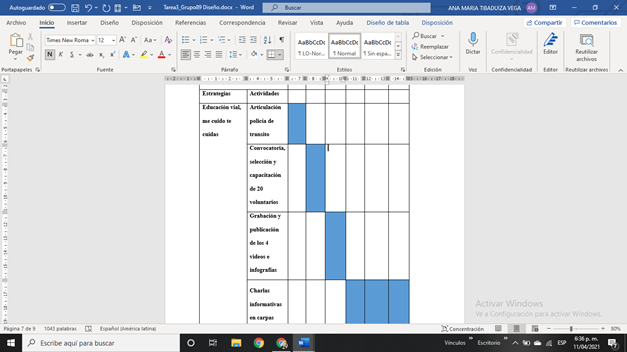 Autoguardado
Tarea3_Grupo89 Diseño.docx - Word
Buscar
ANA MARIA TIBADUIZA VEGA
AM
Archivo Inicio Insertar Diseño Disposición Referencias Correspondencia Revisar Vista Ayuda Diseño de tabla Disposición
Compartir Comentarios
Pegar
Times New Roma 12
N K S
AaBbCcDc AaBbCcDc AaBbCcDc
¶ LO-Norm... ¶ Normal ¶ Sin espa...
Buscar
Reemplazar
Seleccionar
Dictar
Confidencialidad
Editor
Reutilizar archivos
Portapapeles Fuente Párrafo Estilos Edición Voz Confidencialidad Editor Reutilizar archivos
Estrategias Actividades
Educación vial, me cuido te cuidas
Articulación
policía de
transito
Convocatoria,
selección y
capacitación
de 20
voluntarios
Grabación y
publicación
de los 4
videos e
infografías
Charlas
informativas
en carpas
Activar Windows
Ve a Configuración para activar Windows.
Página 7 de 9 1043 palabras Español (América latina)
Concentración
80%
Escribe aquí para buscar
Vínculos Escritorio
ESP
6:36 p. m.
11/04/2021